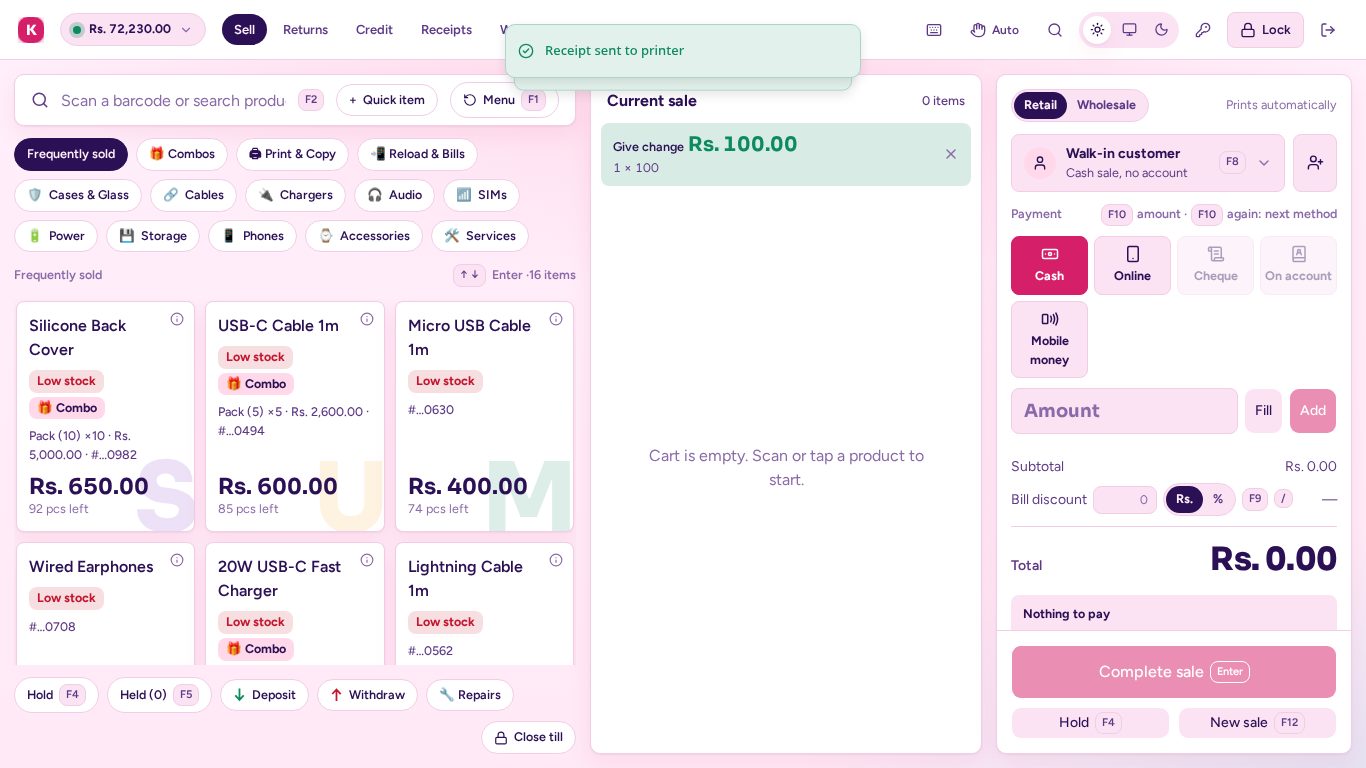 K Rs. 72,230.00 Sell Returns Credit Receipts Auto Lock
Receipt sent to printer
Scan a barcode or search produ F2 + Quick item Menu F1
Frequently sold 🎁 Combos 🖨 Print & Copy 📲 Reload & Bills
🛡️ Cases & Glass 🔗 Cables 🔌 Chargers 🎧 Audio 📶 SIMs
🔋 Power 💾 Storage 📱 Phones ⌚ Accessories 🛠️ Services
Frequently sold ↑↓ Enter ·16 items
Silicone Back
Cover
Low stock
🎁 Combo
Pack (10) ×10 · Rs.
5,000.00 · #…0982
S
Rs. 650.00
92 pcs left
USB-C Cable 1m
Low stock
🎁 Combo
Pack (5) ×5 · Rs. 2,600.00 ·
#…0494
U
Rs. 600.00
85 pcs left
Micro USB Cable
1m
Low stock
#…0630
M
Rs. 400.00
74 pcs left
Wired Earphones
Low stock
#…0708
20W USB-C Fast
Charger
Low stock
🎁 Combo
Lightning Cable
1m
Low stock
#…0562
Hold F4 Held (0) F5 Deposit Withdraw 🔧 Repairs
Close till
Current sale 0 items
Give change Rs. 100.00
1 × 100
Cart is empty. Scan or tap a product to
start.
Retail Wholesale Prints automatically
Walk-in customer
Cash sale, no account
F8
Payment F10 amount · F10 again: next method
Cash Online Cheque On account
Mobile
money
Amount Fill Add
Subtotal Rs. 0.00
Bill discount 0 Rs. % F9 / —
Total Rs. 0.00
Nothing to pay
Complete sale Enter
Hold F4 New sale F12